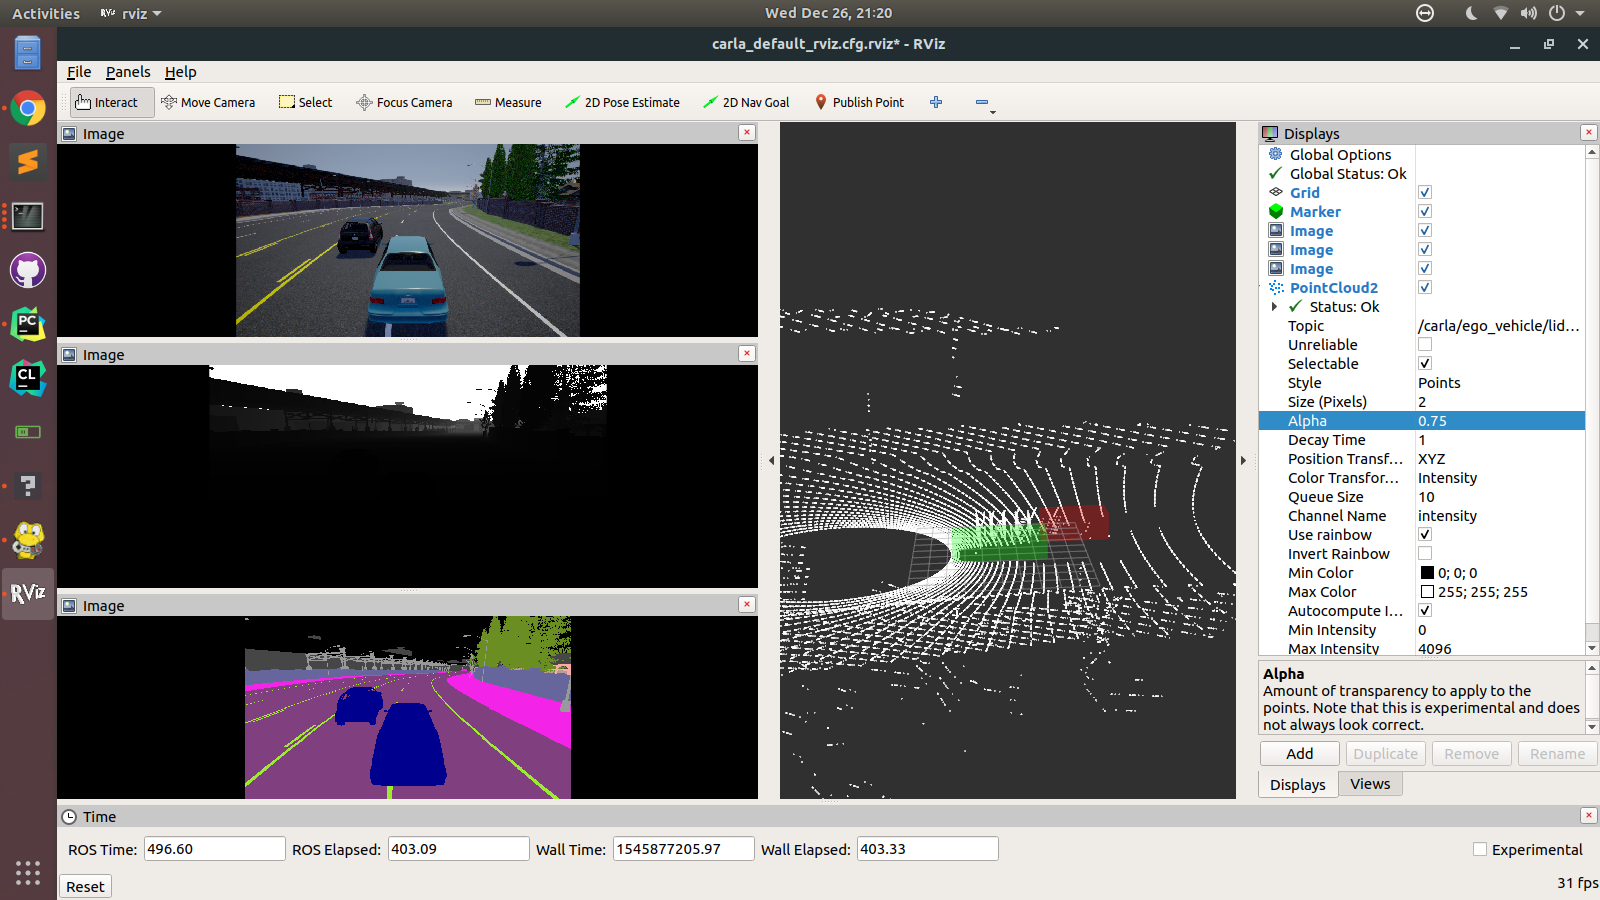 Activities
rviz
Wed Dec 26, 21:20
carla_default_rviz.cfg.rviz* - RViz
File Panels Help
Interact Move Camera Select Focus Camera Measure 2D Pose Estimate 2D Nav Goal Publish Point
Image
Image
Image
PC
CL
?
RViz
Displays
Global Options
Global Status: Ok
Grid
Marker
Image
Image
Image
PointCloud2
Status: Ok
Topic /carla/ego_vehicle/lid...
Unreliable
Selectable
Style Points
Size (Pixels) 2
Alpha 0.75
Decay Time 1
Position Transf... XYZ
Color Transfor... Intensity
Queue Size 10
Channel Name intensity
Use rainbow
Invert Rainbow
Min Color 0; 0; 0
Max Color 255; 255; 255
Autocompute I...
Min Intensity 0
Max Intensity 4096
Alpha
Amount of transparency to apply to the
points. Note that this is experimental and does
not always look correct.
Add Duplicate Remove Rename
Displays Views
Time
ROS Time: 496.60 ROS Elapsed: 403.09 Wall Time: 1545877205.97 Wall Elapsed: 403.33 Experimental
Reset
31 fps